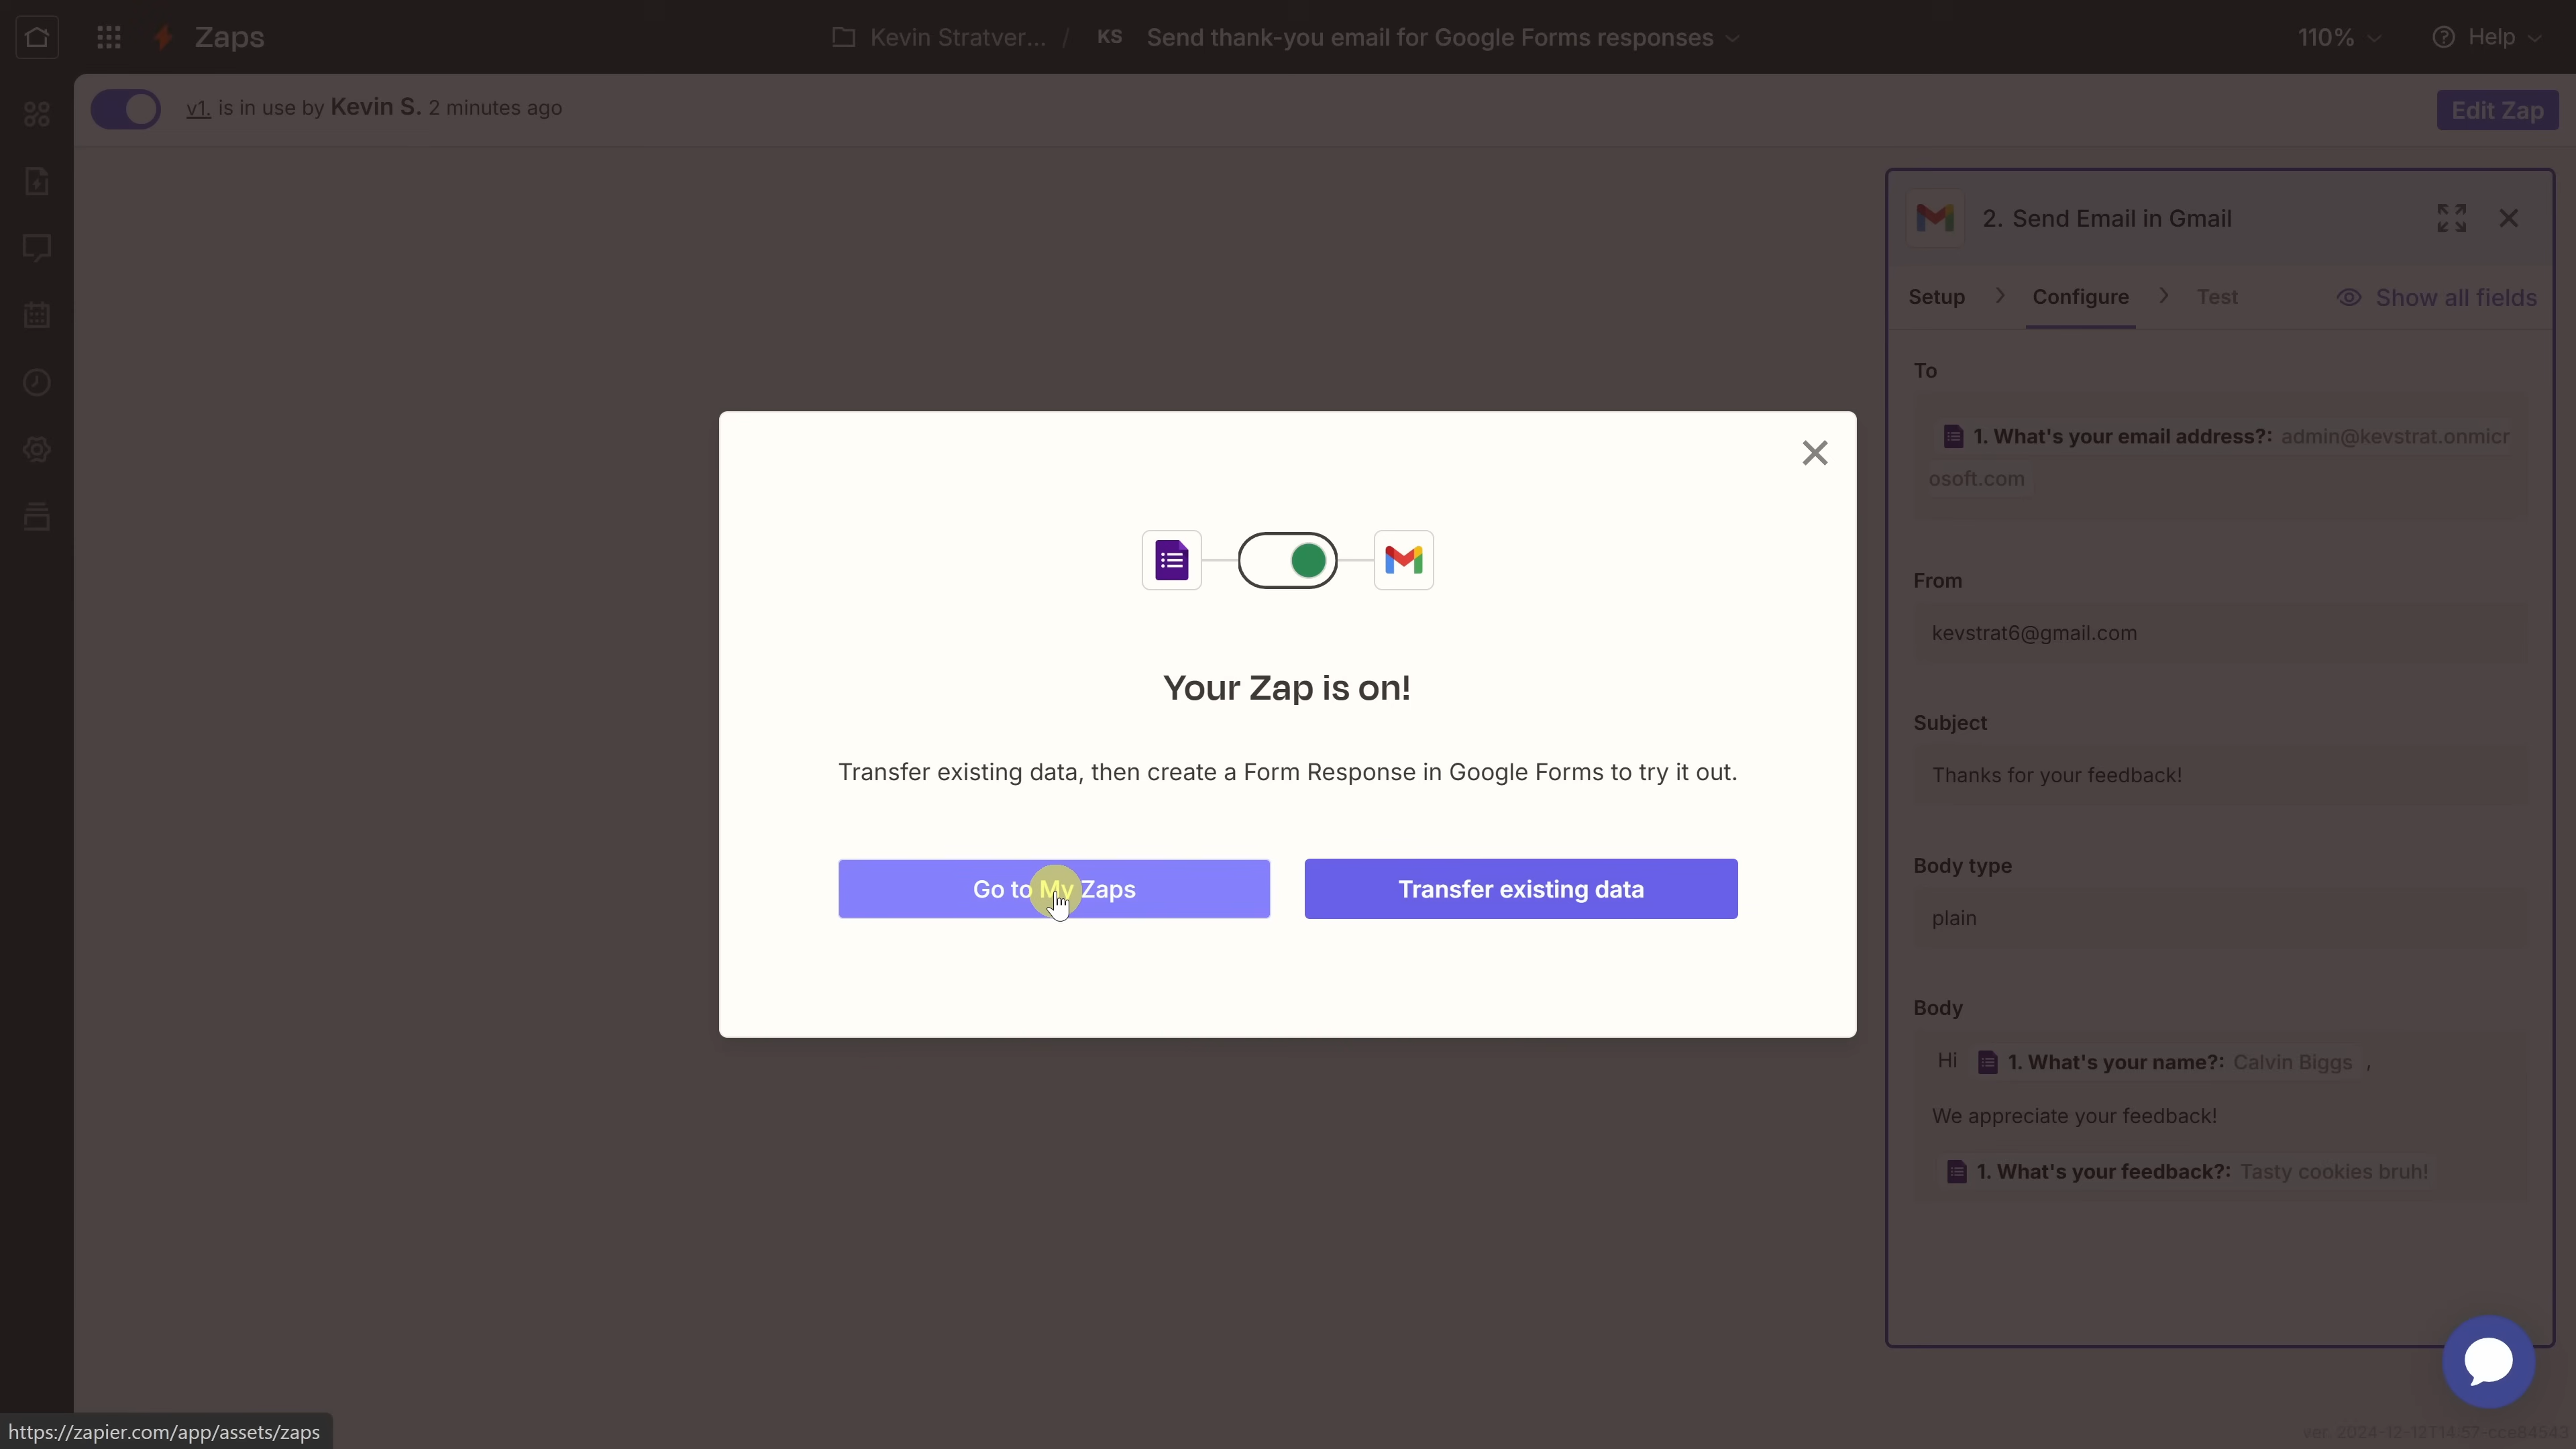 Zaps
Kevin Stratver... / KS Send thank-you email for Google Forms responses
110%
Help
v1. is in use by Kevin S. 2 minutes ago
Edit Zap
2. Send Email in Gmail
Setup
Configure
Test
Show all fields
To
1. What's your email address?: admin@kevstrat.onmicr
osoft.com
From
kevstrat6@gmail.com
Subject
Thanks for your feedback!
Body type
plain
Body
Hi 1. What's your name?: Calvin Biggs ,
We appreciate your feedback!
1. What's your feedback?: Tasty cookies bruh!
Your Zap is on!
Transfer existing data, then create a Form Response in Google Forms to try it out.
Go to My Zaps
Transfer existing data
https://zapier.com/app/assets/zaps